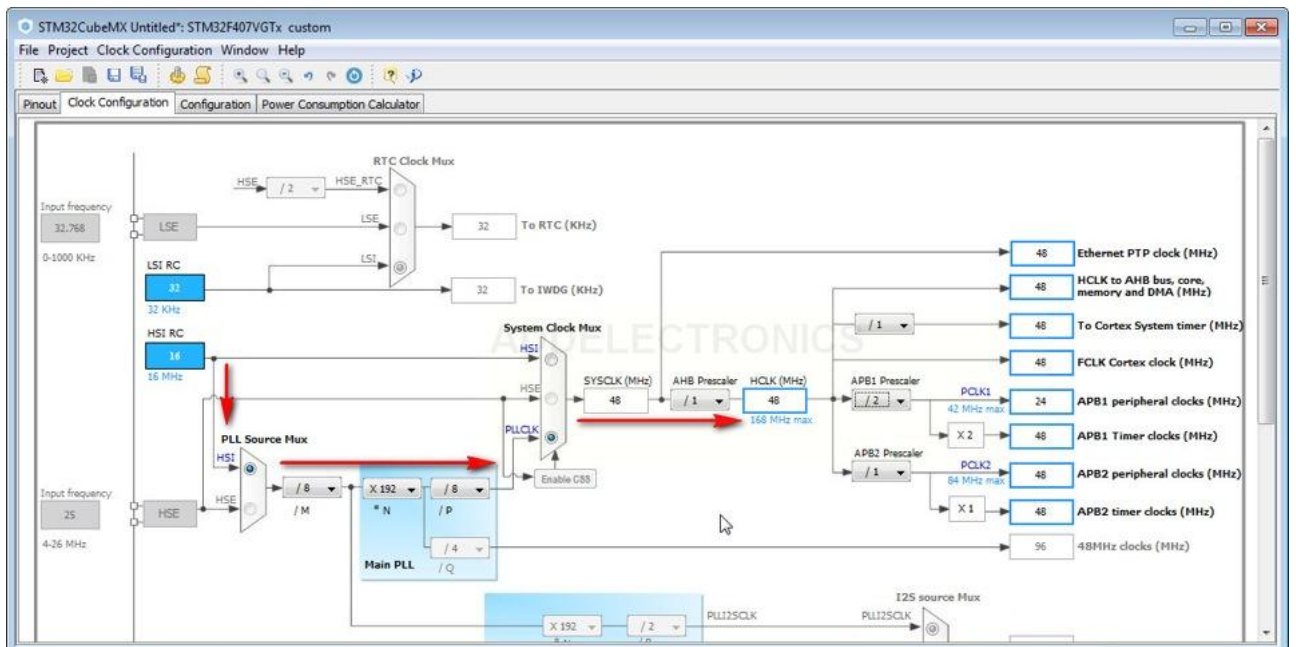 STM32CubeMX Untitled*: STM32F407VGTx custom
File Project Clock Configuration Window Help
Pinout Clock Configuration Configuration Power Consumption Calculator
RTC Clock Mux
HSE
/ 2
HSE_RTC
Input frequency
32.768
0-1000 KHz
LSE
LSE
32
To RTC (KHz)
LSI RC
32
32 KHz
LSI
32
To IWDG (KHz)
HSI RC
16
16 MHz
System Clock Mux
HSI
HSE
PLLCLK
Enable CSS
SYSCLK (MHz)
48
AHB Prescaler
/ 1
HCLK (MHz)
48
168 MHz max
48
Ethernet PTP clock (MHz)
48
HCLK to AHB bus, core,
memory and DMA (MHz)
/ 1
48
To Cortex System timer (MHz)
48
FCLK Cortex clock (MHz)
APB1 Prescaler
/ 2
PCLK1
42 MHz max
24
APB1 peripheral clocks (MHz)
X 2
48
APB1 Timer clocks (MHz)
APB2 Prescaler
/ 1
PCLK2
84 MHz max
48
APB2 peripheral clocks (MHz)
X 1
48
APB2 timer clocks (MHz)
PLL Source Mux
HSI
HSE
Input frequency
25
4-26 MHz
HSE
/ 8
/ M
X 192
* N
/ 8
/ P
/ 4
/ Q
Main PLL
96
48MHz clocks (MHz)
X 192
/ 2
PLLI2SCLK
PLLI2SCLK
I2S source Mux